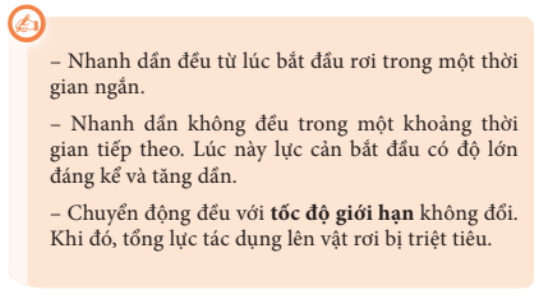 – Nhanh dần đều từ lúc bắt đầu rơi trong một thời
gian ngắn.
– Nhanh dần không đều trong một khoảng thời
gian tiếp theo. Lúc này lực cản bắt đầu có độ lớn
đáng kể và tăng dần.
– Chuyển động đều với tốc độ giới hạn không đổi.
Khi đó, tổng lực tác dụng lên vật rơi bị triệt tiêu.